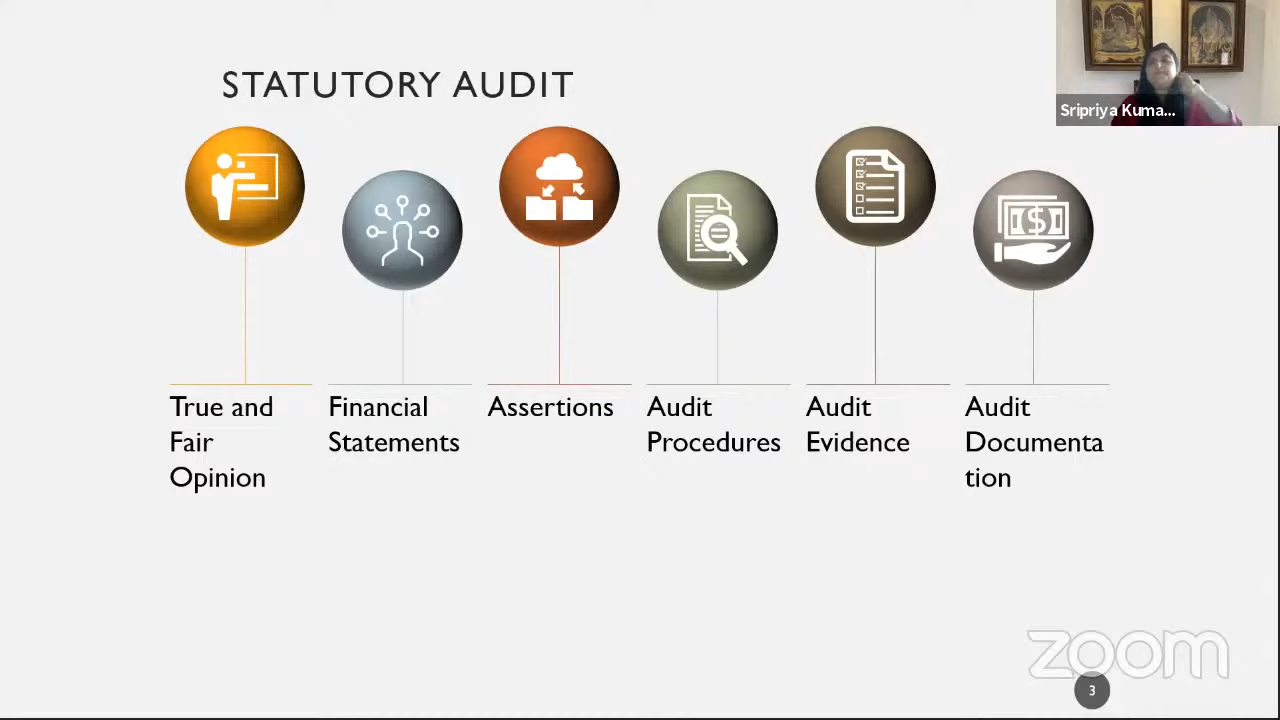 STATUTORY AUDIT
Sripriya Kuma...
True and
Fair
Opinion
Financial
Statements
Assertions
Audit
Procedures
Audit
Evidence
Audit
Documenta
tion
zoom
3